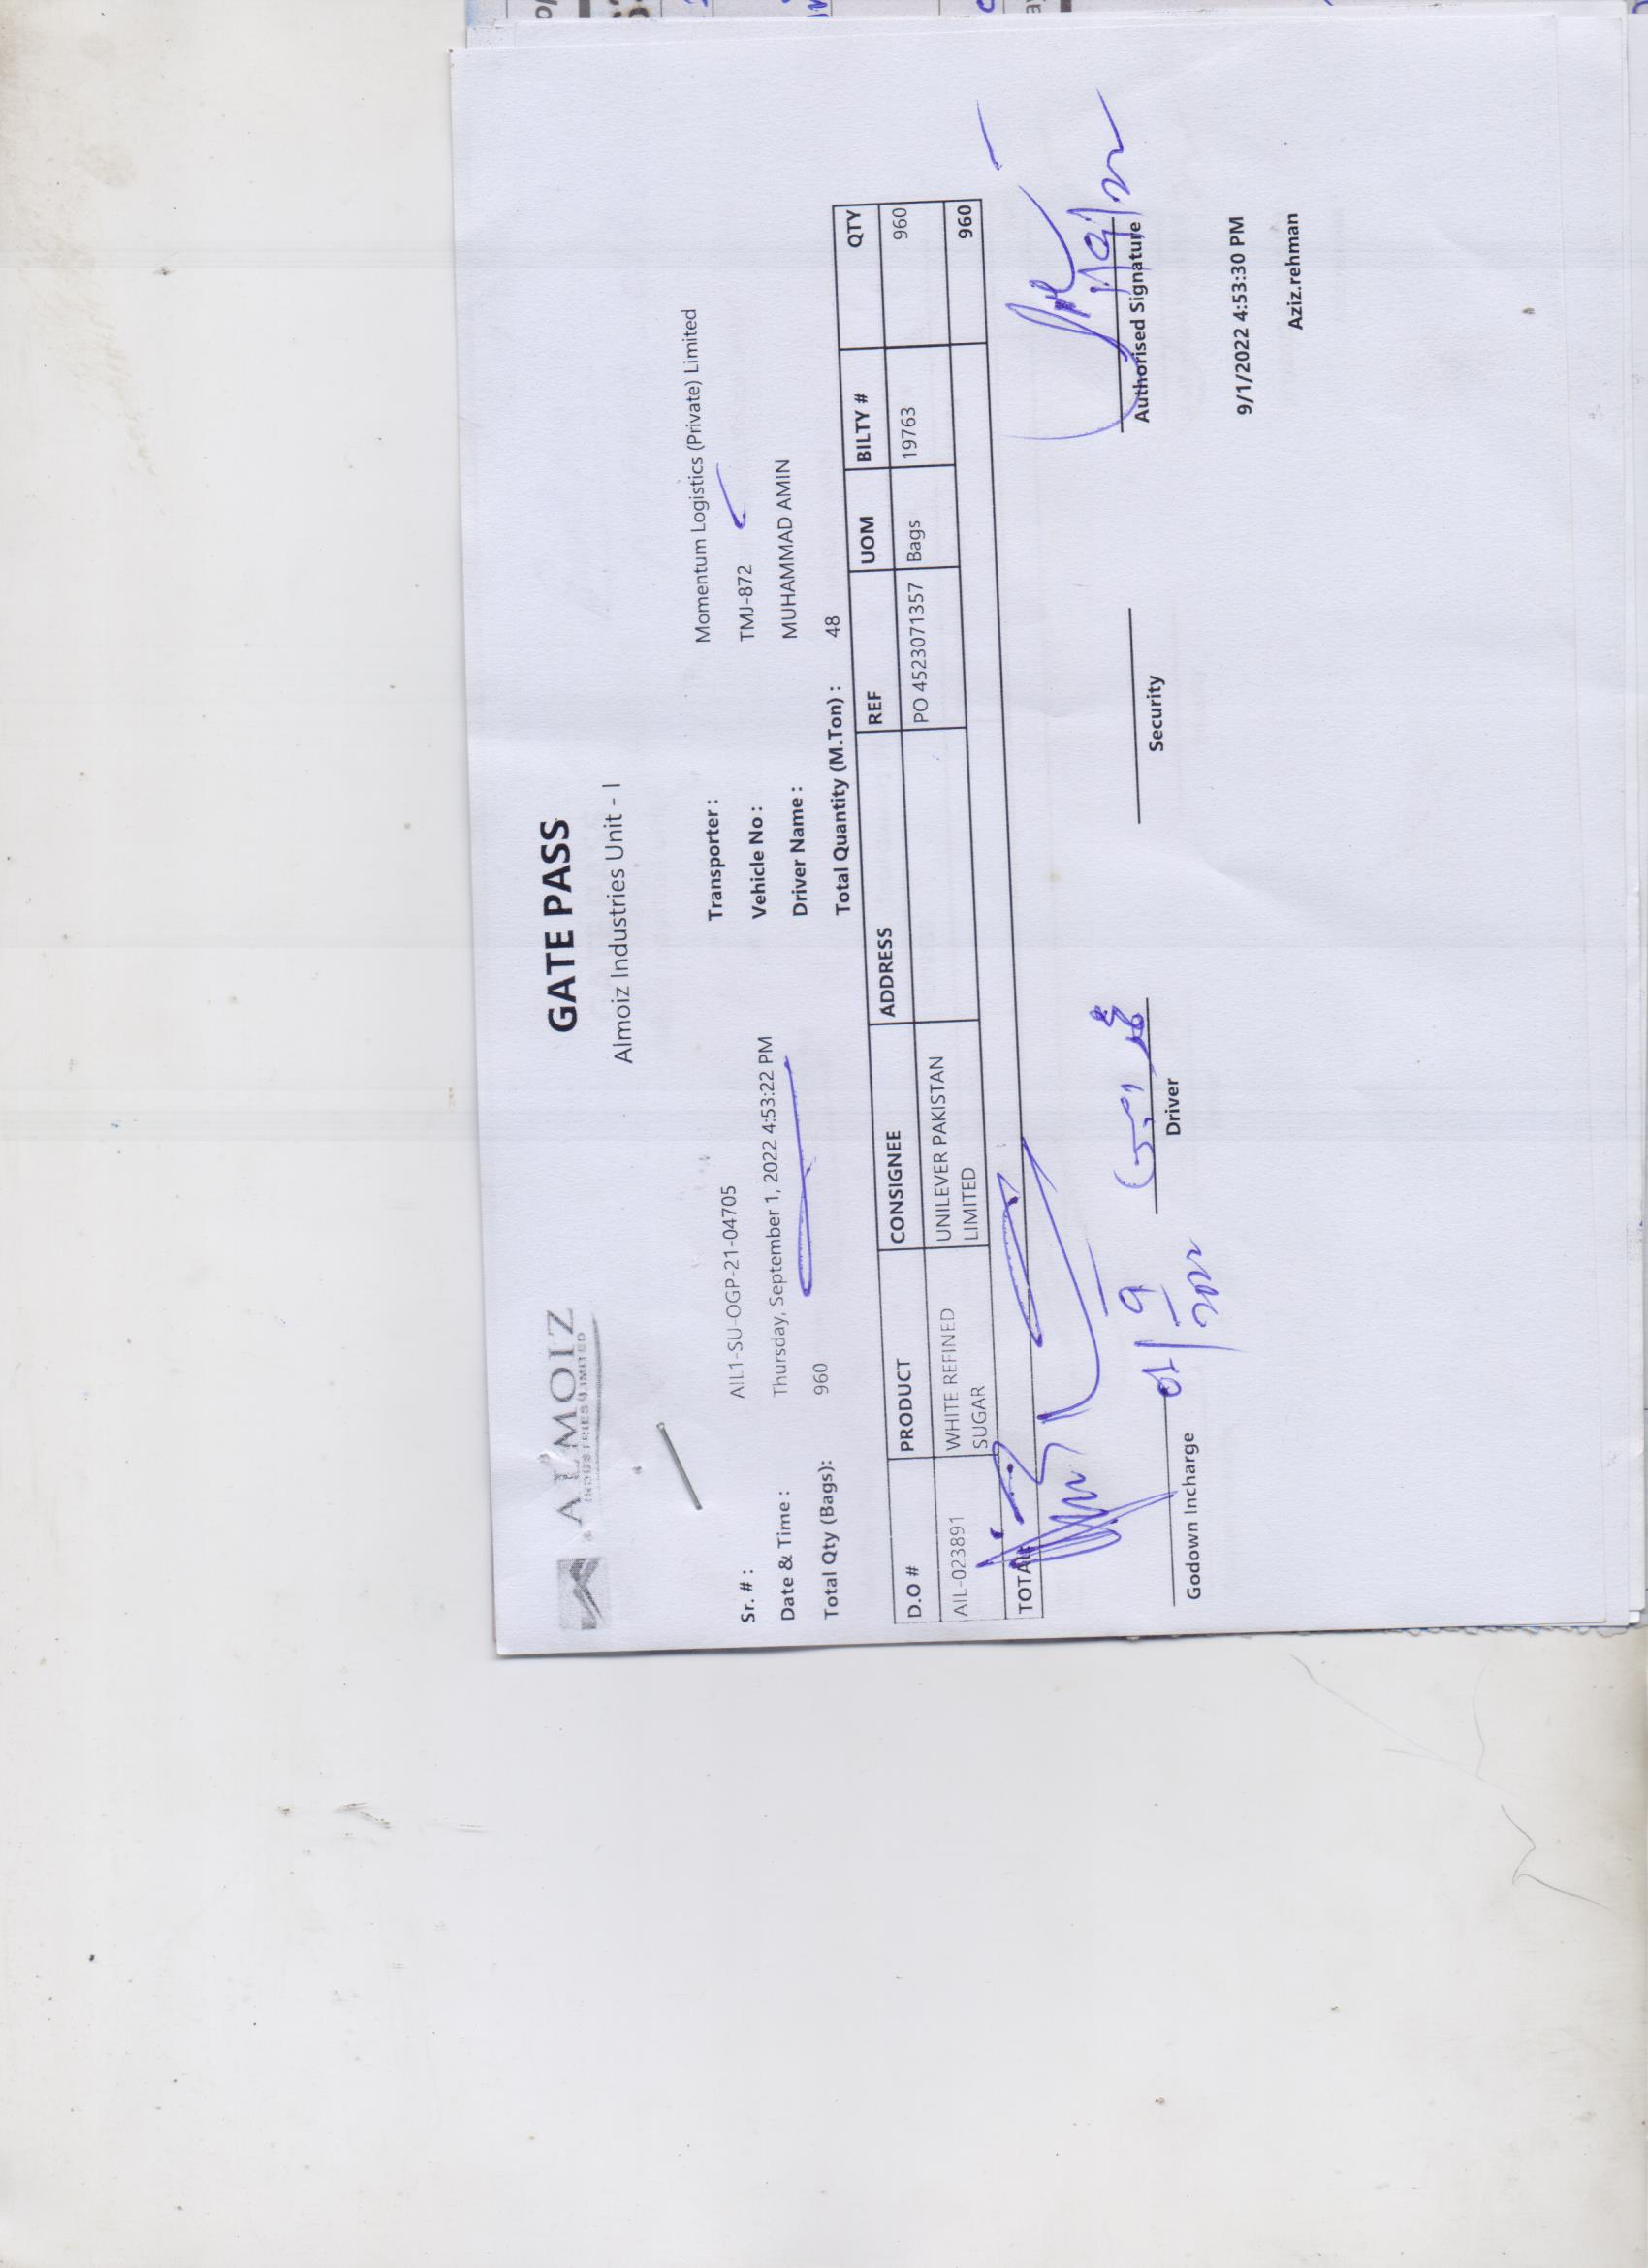 AL'MOIZ
INDUSTRIES LIMITED
GATE PASS
Almoiz Industries Unit - I
Sr. # : AIL1-SU-OGP-21-04705 Transporter : Momentum Logistics (Private) Limited
Date & Time : Thursday, September 1, 2022 4:53:22 PM Vehicle No : TMJ-872
Total Qty (Bags): 960 Driver Name : MUHAMMAD AMIN
Total Quantity (M.Ton) : 48
D.O # PRODUCT CONSIGNEE ADDRESS REF UOM BILTY # QTY
AIL-023891 WHITE REFINED UNILEVER PAKISTAN PO 4523071357 Bags 19763 960
SUGAR LIMITED
TOTAL 960
01/9
2022
Godown Incharge Driver Security Authorised Signature
9/1/2022 4:53:30 PM
Aziz.rehman